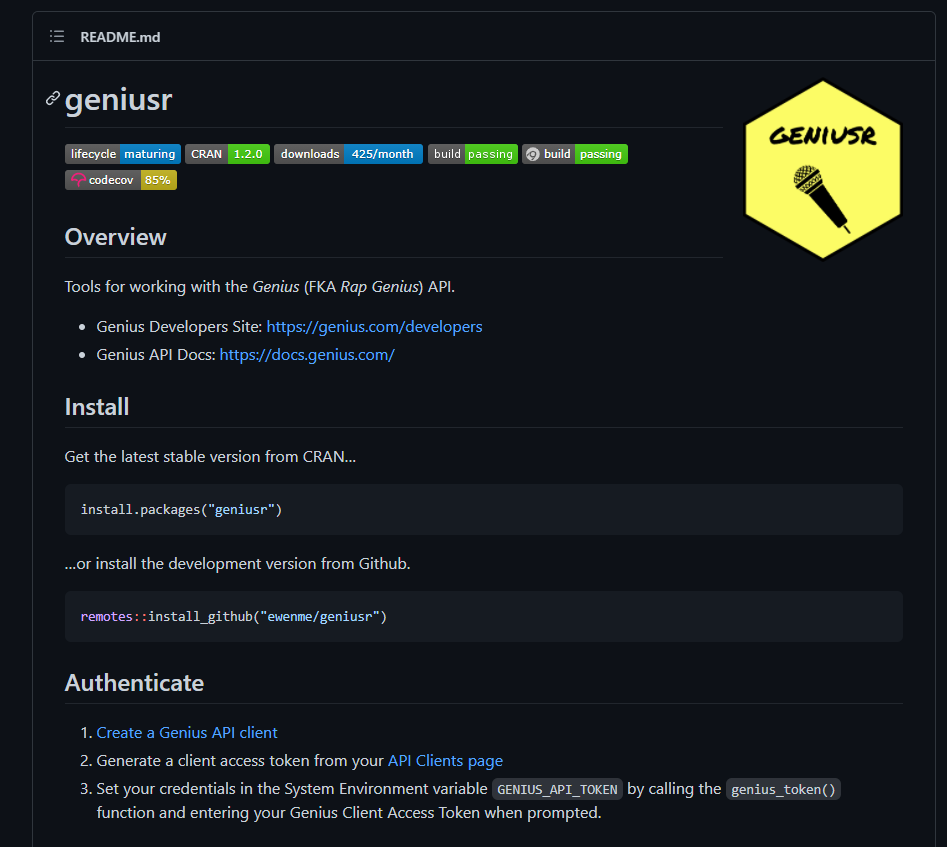 README.md
geniusr
GENIUSR
lifecycle maturing CRAN 1.2.0 downloads 425/month build passing build passing
codecov 85%
Overview
Tools for working with the Genius (FKA Rap Genius) API.
• Genius Developers Site: https://genius.com/developers
• Genius API Docs: https://docs.genius.com/
Install
Get the latest stable version from CRAN...
install.packages("geniusr")
...or install the development version from Github.
remotes::install_github("ewenme/geniusr")
Authenticate
1. Create a Genius API client
2. Generate a client access token from your API Clients page
3. Set your credentials in the System Environment variable GENIUS_API_TOKEN by calling the genius_token()
function and entering your Genius Client Access Token when prompted.